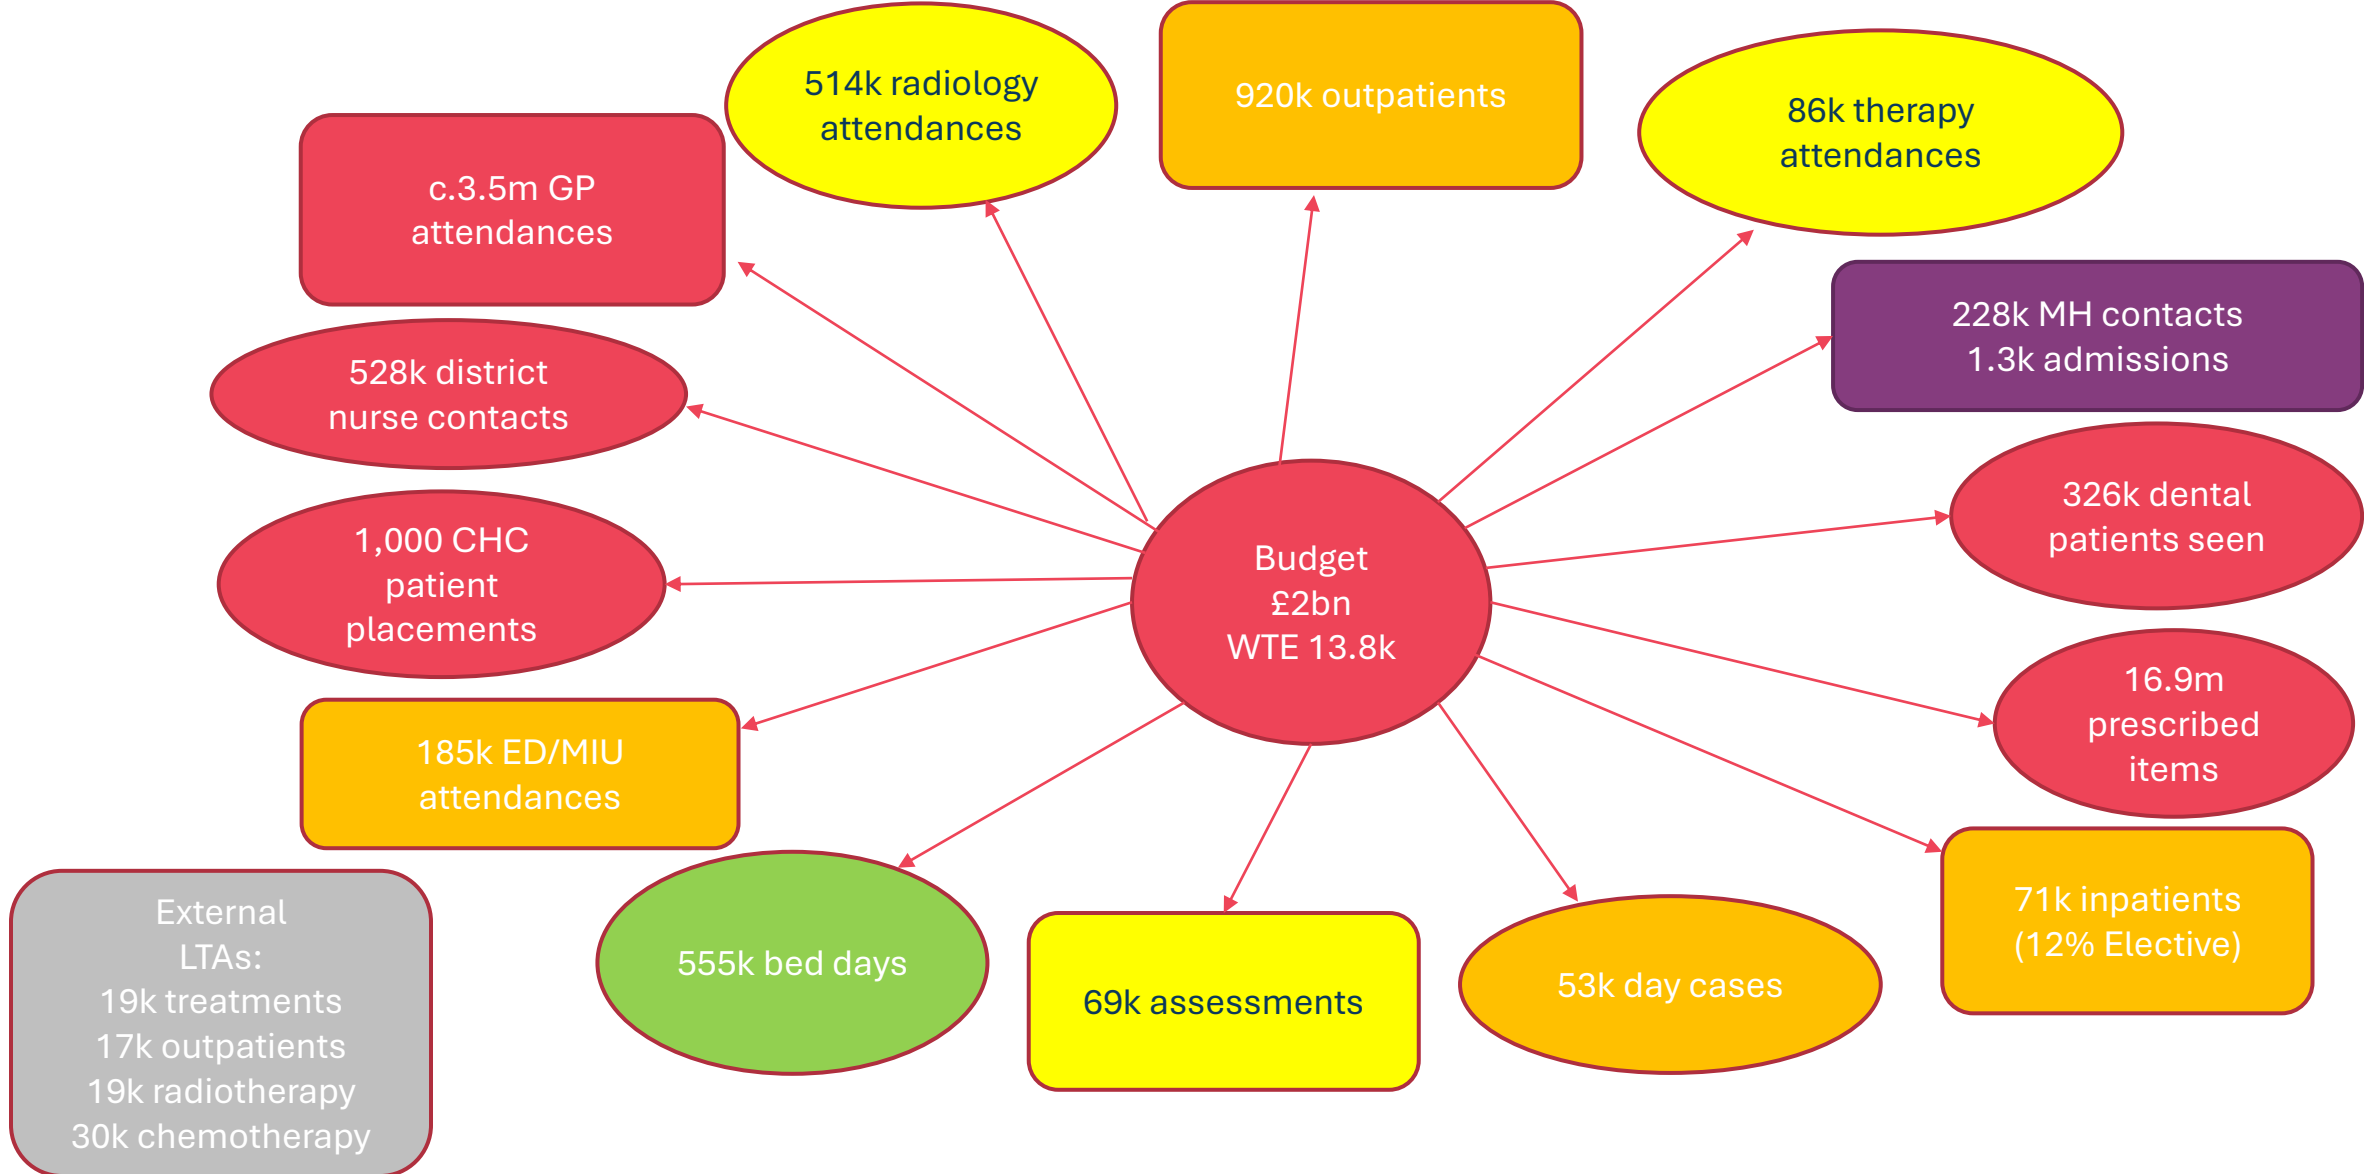 514k radiology
attendances
920k outpatients
86k therapy
attendances
c.3.5m GP
attendances
228k MH contacts
1.3k admissions
528k district
nurse contacts
326k dental
patients seen
1,000 CHC
patient
placements
Budget
£2bn
WTE 13.8k
16.9m
prescribed
items
185k ED/MIU
attendances
71k inpatients
(12% Elective)
External
LTAs:
19k treatments
17k outpatients
19k radiotherapy
30k chemotherapy
555k bed days
69k assessments
53k day cases